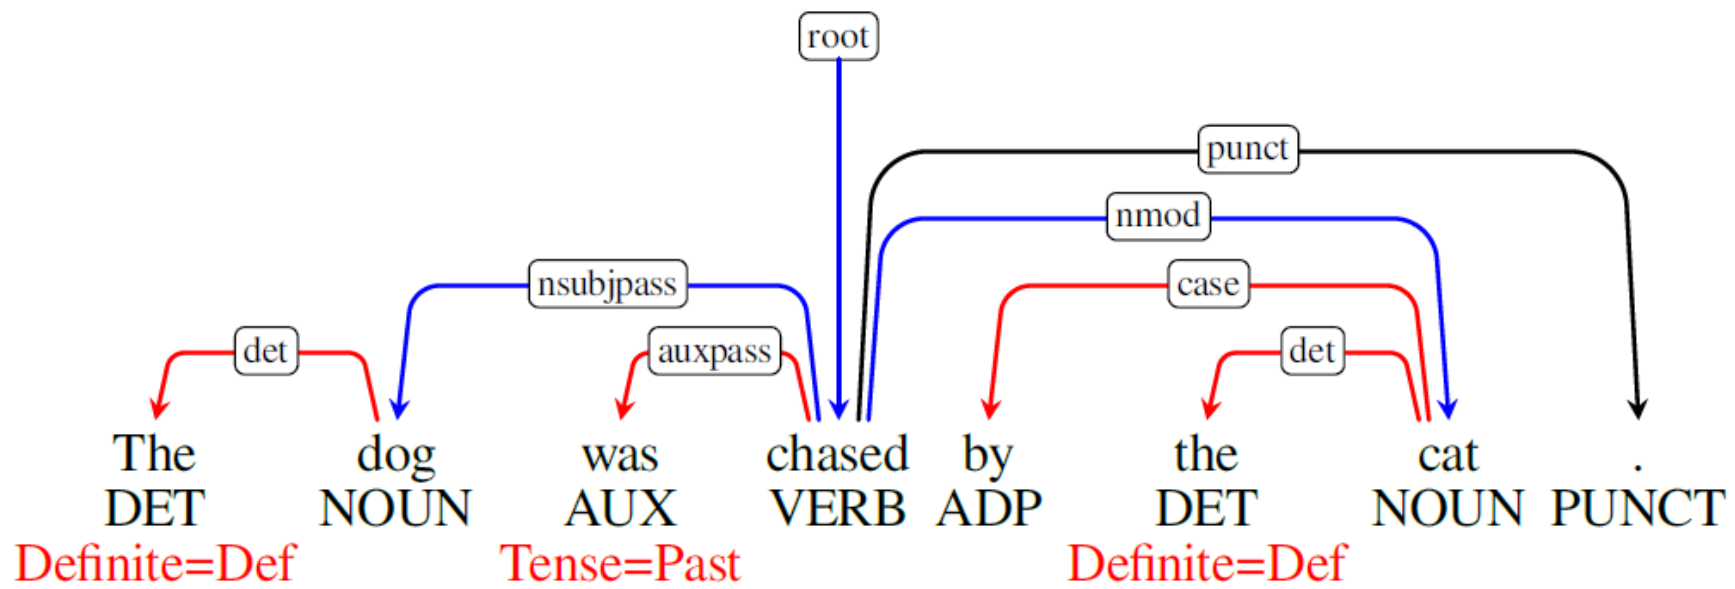 root
punct
nmod
nsubjpass case
det auxpass det
The dog was chased by the cat .
DET NOUN AUX VERB ADP DET NOUN PUNCT
Definite=Def Tense=Past Definite=Def